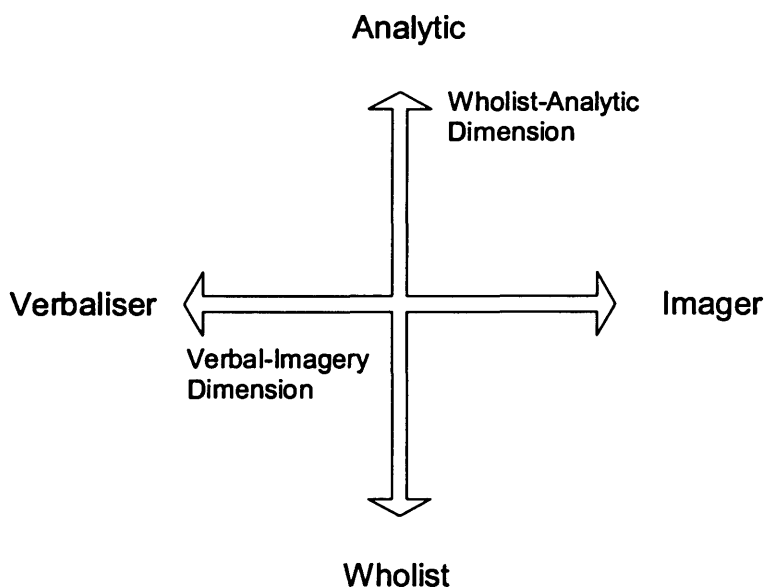 Analytic
Wholist-Analytic
Dimension
Verbaliser
Imager
Verbal-Imagery
Dimension
Wholist